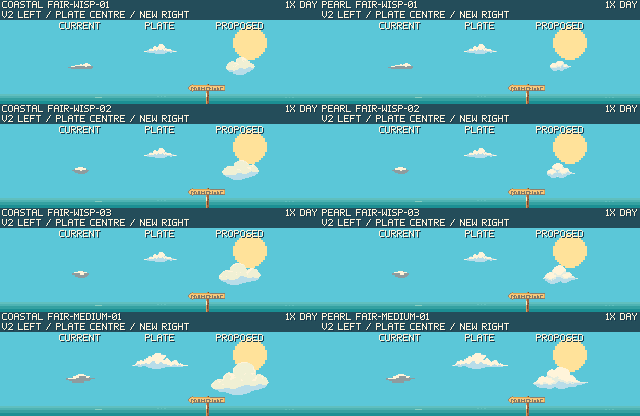 COASTAL FAIR-WISP-01 1X DAY PEARL FAIR-WISP-01 1X DAY
V2 LEFT / PLATE CENTRE / NEW RIGHT V2 LEFT / PLATE CENTRE / NEW RIGHT
CURRENT PLATE PROPOSED CURRENT PLATE PROPOSED
COASTAL FAIR-WISP-02 1X DAY PEARL FAIR-WISP-02 1X DAY
V2 LEFT / PLATE CENTRE / NEW RIGHT V2 LEFT / PLATE CENTRE / NEW RIGHT
CURRENT PLATE PROPOSED CURRENT PLATE PROPOSED
COASTAL FAIR-WISP-03 1X DAY PEARL FAIR-WISP-03 1X DAY
V2 LEFT / PLATE CENTRE / NEW RIGHT V2 LEFT / PLATE CENTRE / NEW RIGHT
CURRENT PLATE PROPOSED CURRENT PLATE PROPOSED
COASTAL FAIR-MEDIUM-01 1X DAY PEARL FAIR-MEDIUM-01 1X DAY
V2 LEFT / PLATE CENTRE / NEW RIGHT V2 LEFT / PLATE CENTRE / NEW RIGHT
CURRENT PLATE PROPOSED CURRENT PLATE PROPOSED